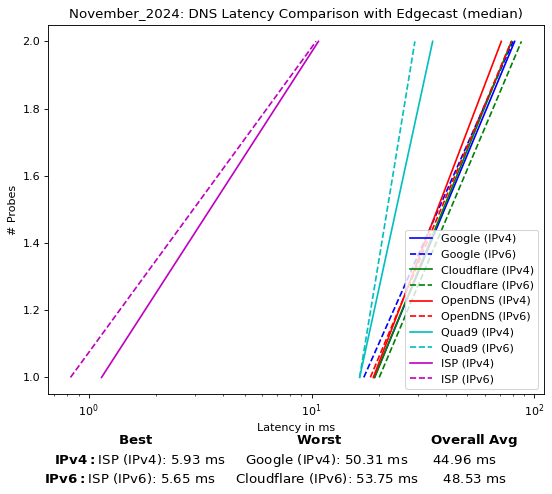 November_2024: DNS Latency Comparison with Edgecast (median)
2.0
1.8
1.6
1.4
1.2
1.0
# Probes
Google (IPv4)
Google (IPv6)
Cloudflare (IPv4)
Cloudflare (IPv6)
OpenDNS (IPv4)
OpenDNS (IPv6)
Quad9 (IPv4)
Quad9 (IPv6)
ISP (IPv4)
ISP (IPv6)
10⁰ 10¹ 10²
Latency in ms
Best Worst Overall Avg
IPv4: ISP (IPv4): 5.93 ms Google (IPv4): 50.31 ms 44.96 ms
IPv6: ISP (IPv6): 5.65 ms Cloudflare (IPv6): 53.75 ms 48.53 ms